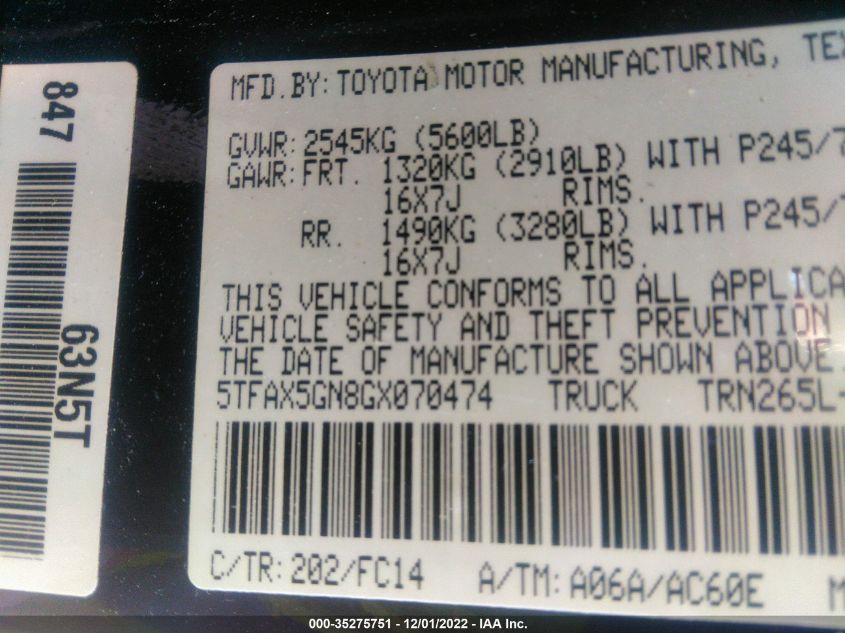 847
63N5T
MFD.BY: TOYOTA MOTOR MANUFACTURING, TEX
GVWR: 2545KG (5600LB)
GAWR: FRT. 1320KG (2910LB) WITH P245/7
16X7J RIMS.
RR. 1490KG (3280LB) WITH P245/7
16X7J RIMS.
THIS VEHICLE CONFORMS TO ALL APPLICA
VEHICLE SAFETY AND THEFT PREVENTION
THE DATE OF MANUFACTURE SHOWN ABOVE.
5TFAX5GN8GX070474 TRUCK TRN265L-
C/TR: 202/FC14 A/TM: A06A/AC60E M
000-35275751 - 12/01/2022 - IAA Inc.